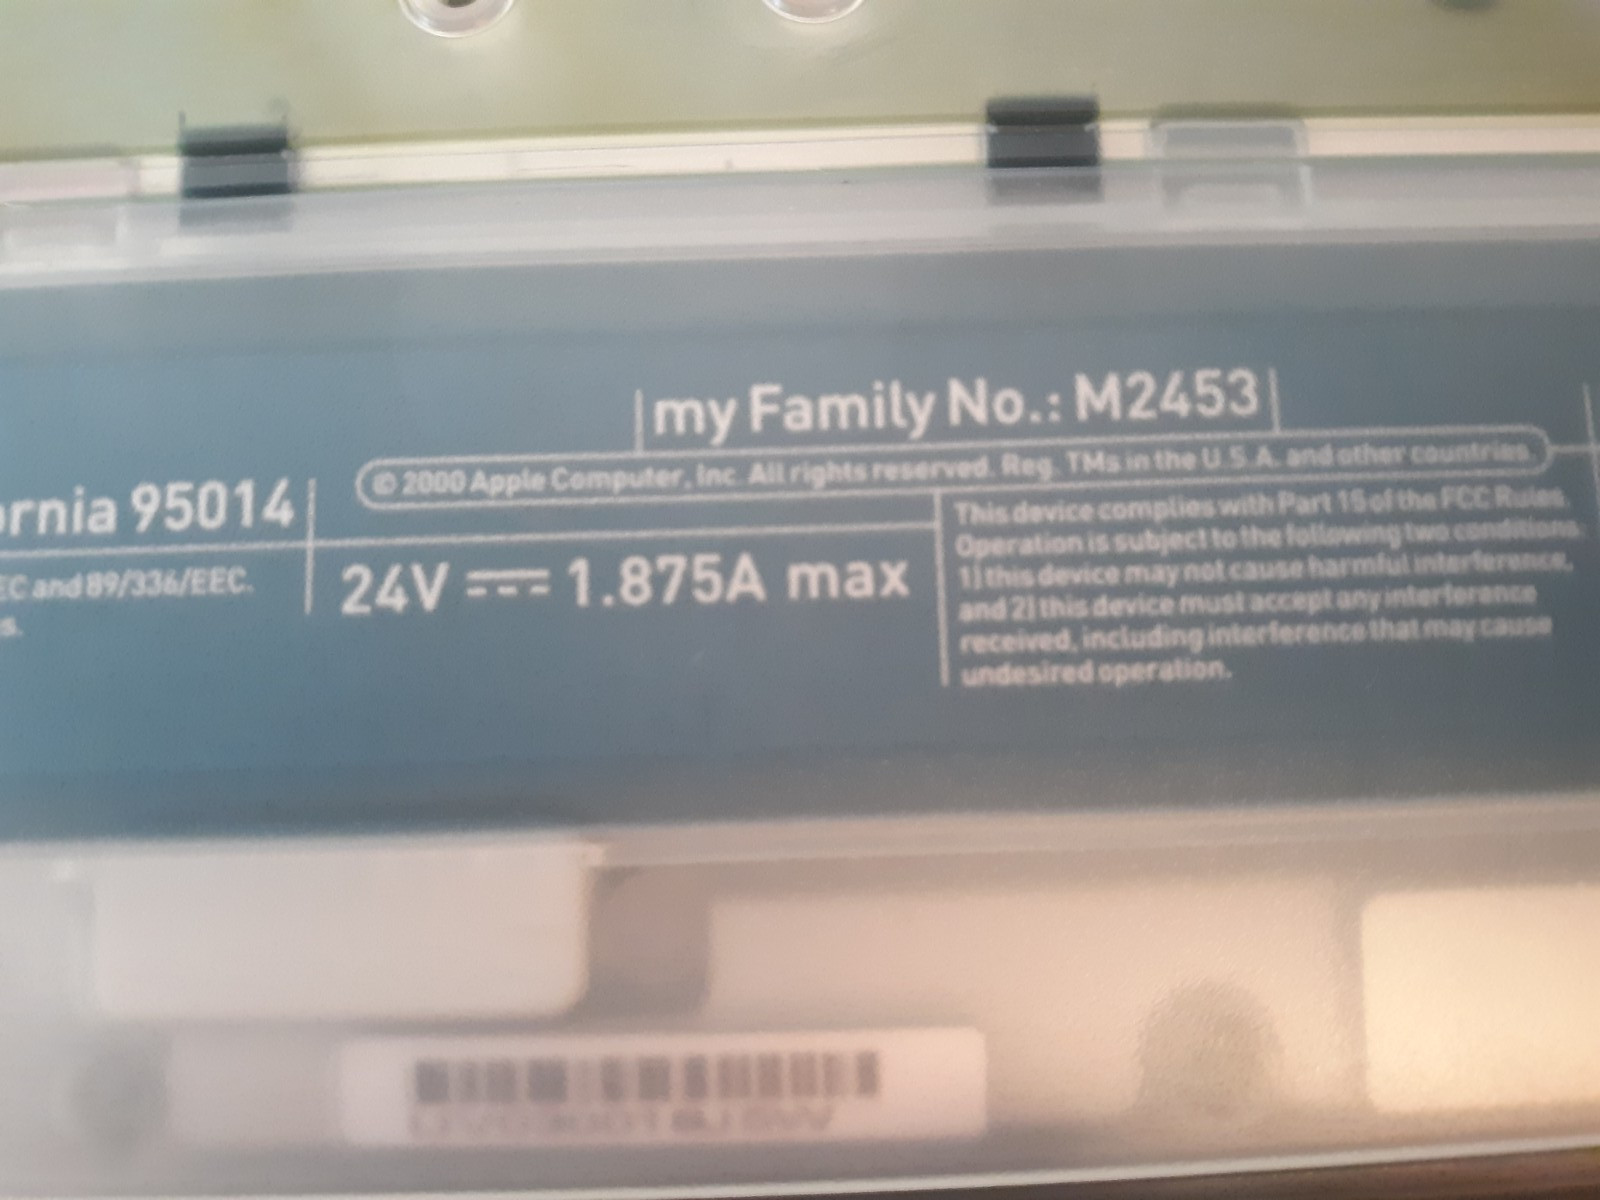 my Family No.: M2453
© 2000 Apple Computer, Inc. All rights reserved. Reg. TMs in the U.S.A. and other countries.
ornia 95014
EC and 89/336/EEC.
s.
24V 1.875A max
This device complies with Part 15 of the FCC Rules.
Operation is subject to the following two conditions:
1) this device may not cause harmful interference,
and 2) this device must accept any interference
received, including interference that may cause
undesired operation.